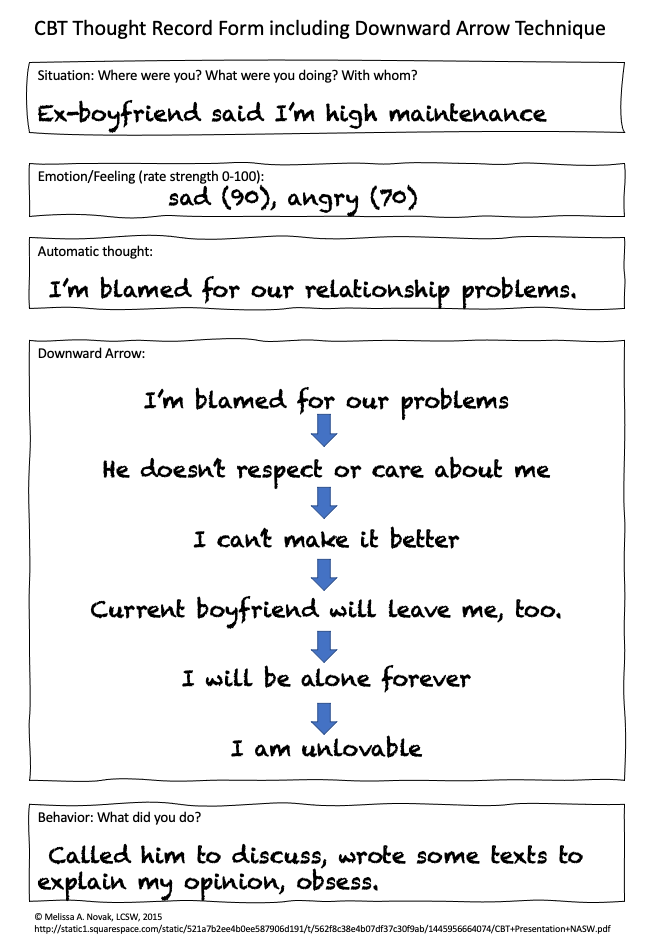 CBT Thought Record Form including Downward Arrow Technique
Situation: Where were you? What were you doing? With whom?
Ex-boyfriend said I'm high maintenance
Emotion/Feeling (rate strength 0-100):
sad (90), angry (70)
Automatic thought:
I'm blamed for our relationship problems.
Downward Arrow:
I'm blamed for our problems
He doesn't respect or care about me
I can't make it better
Current boyfriend will leave me, too.
I will be alone forever
I am unlovable
Behavior: What did you do?
Called him to discuss, wrote some texts to
explain my opinion, obsess.
© Melissa A. Novak, LCSW, 2015
http://static1.squarespace.com/static/521a7b2ee4b0ee587906d191/t/562f8c38e4b07df37c30f9ab/1445956664074/CBT+Presentation+NASW.pdf